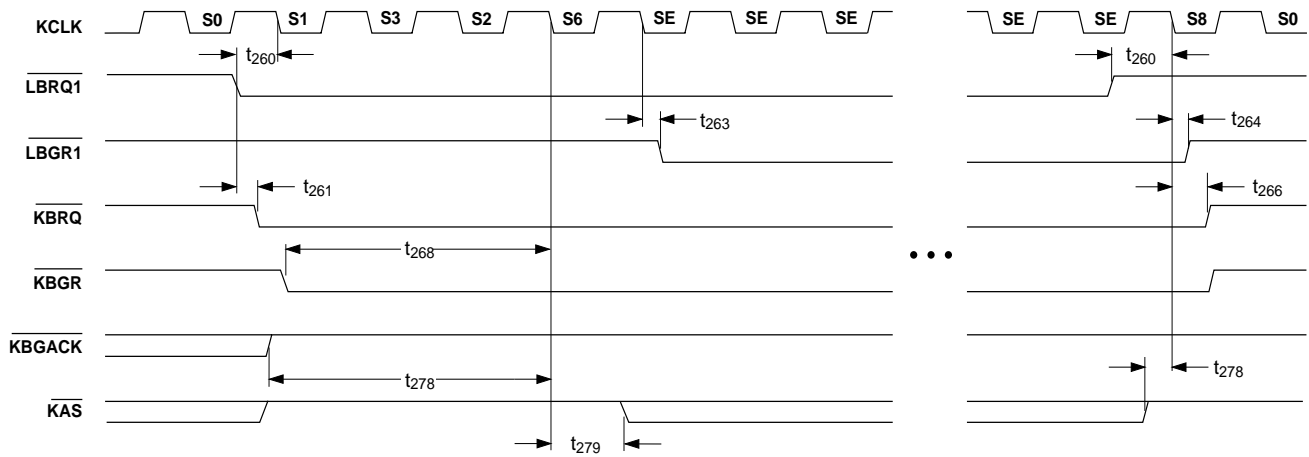 KCLK S0 S1 S3 S2 S6 SE SE SE SE SE S8 S0
t260 t260
LBRQ1
t263 t264
LBGR1
t261 t266
KBRQ
t268
KBGR
• • •
KBGACK
t278 t278
KAS
t279